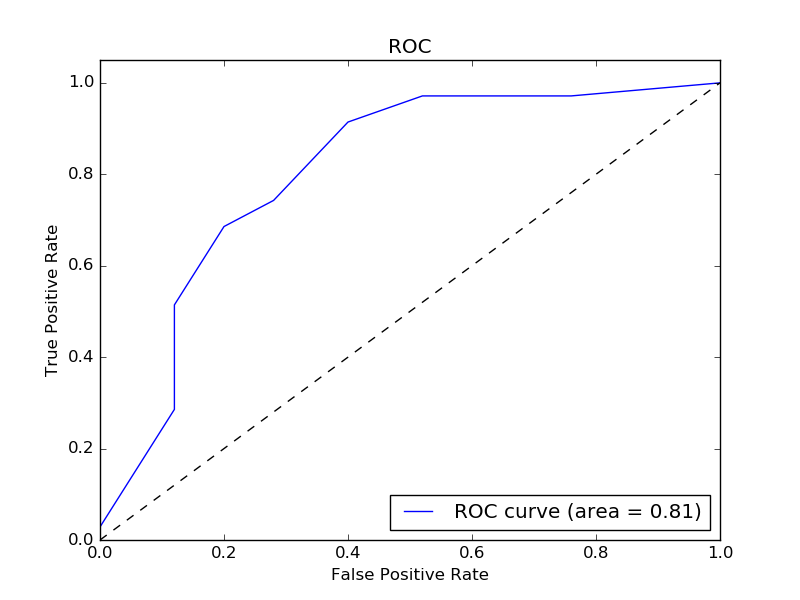 ROC
1.0
0.8
0.6
0.4
0.2
0.0
True Positive Rate
ROC curve (area = 0.81)
0.0 0.2 0.4 0.6 0.8 1.0
False Positive Rate